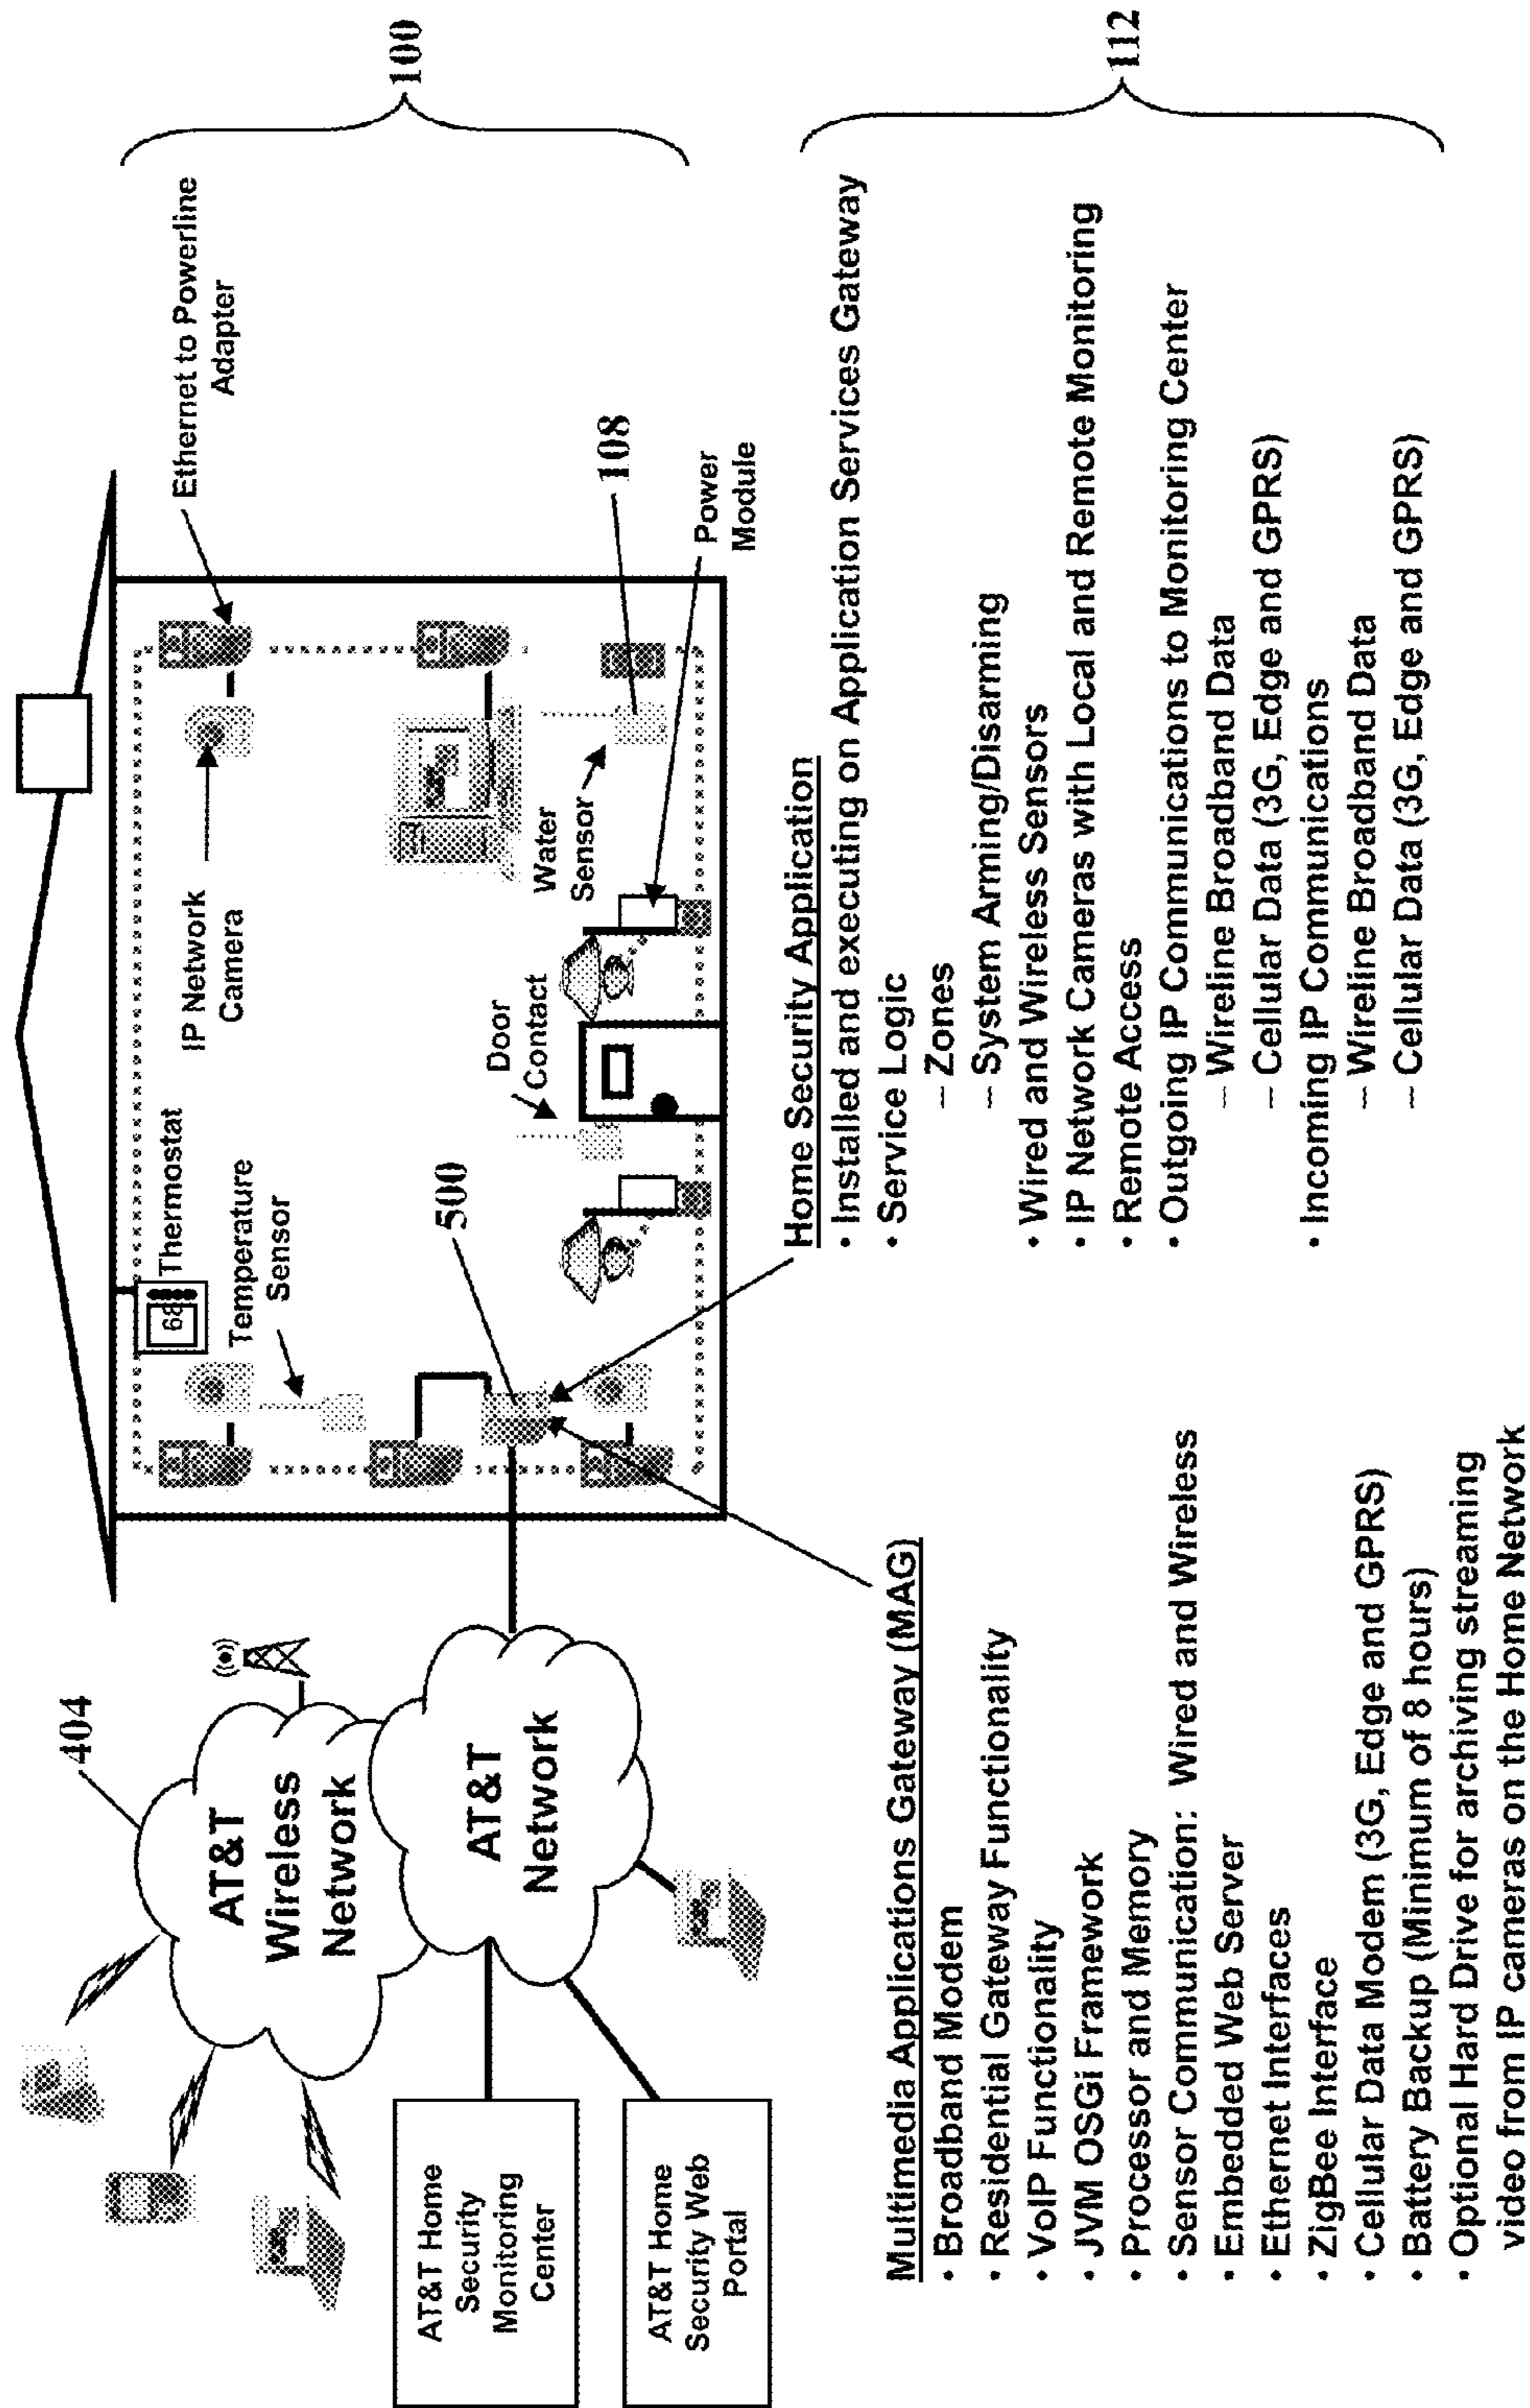 404
AT&T
Wireless
Network
AT&T
Network
AT&T Home
Security
Monitoring
Center
AT&T Home
Security Web
Portal
68
Thermostat
Temperature
Sensor
IP Network
Camera
Ethernet to Powerline
Adapter
500
Door
Contact
Water
Sensor
108
Power
Module
100
Multimedia Applications Gateway (MAG)
• Broadband Modem
• Residential Gateway Functionality
• VoIP Functionality
• JVM OSGi Framework
• Processor and Memory
• Sensor Communication: Wired and Wireless
• Embedded Web Server
• Ethernet Interfaces
• ZigBee Interface
• Cellular Data Modem (3G, Edge and GPRS)
• Battery Backup (Minimum of 8 hours)
• Optional Hard Drive for archiving streaming
video from IP cameras on the Home Network
Home Security Application
• Installed and executing on Application Services Gateway
• Service Logic
– Zones
– System Arming/Disarming
• Wired and Wireless Sensors
• IP Network Cameras with Local and Remote Monitoring
• Remote Access
• Outgoing IP Communications to Monitoring Center
– Wireline Broadband Data
– Cellular Data (3G, Edge and GPRS)
• Incoming IP Communications
– Wireline Broadband Data
– Cellular Data (3G, Edge and GPRS)
112